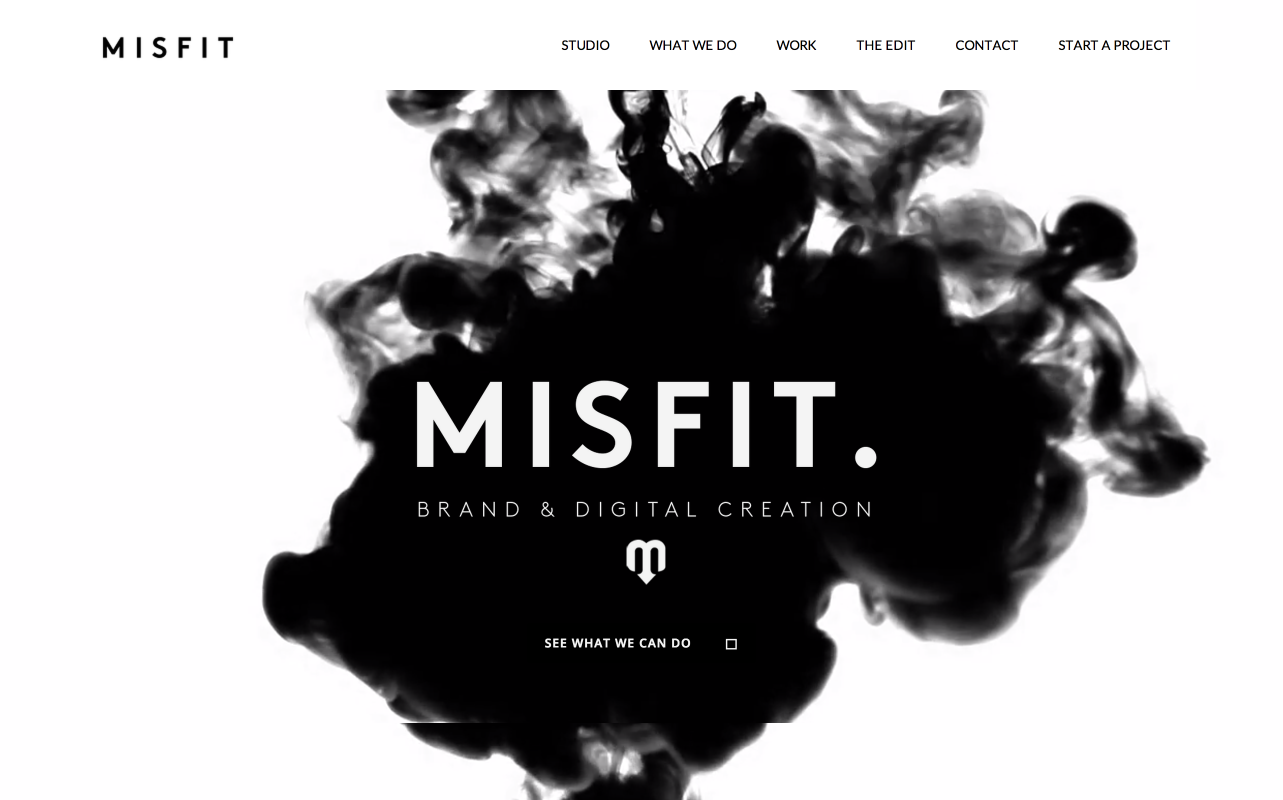 MISFIT
STUDIO WHAT WE DO WORK THE EDIT CONTACT START A PROJECT
MISFIT.
BRAND & DIGITAL CREATION
SEE WHAT WE CAN DO